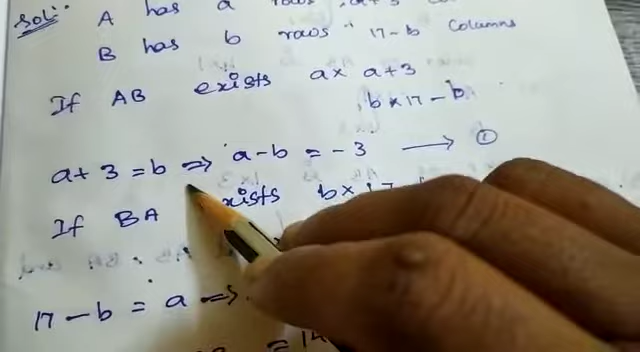 Sol:-
A has a rows, a+3
B has b rows 17-b Columns
If AB exists a× a+3
b×17-b
a+3=b ⇒ a-b = -3 → ①
If BA exists b×17
17-b = a ⇒
= 14